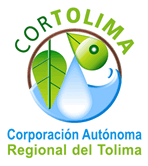 CORTOLIMA
Corporación Autónoma
Regional del Tolima